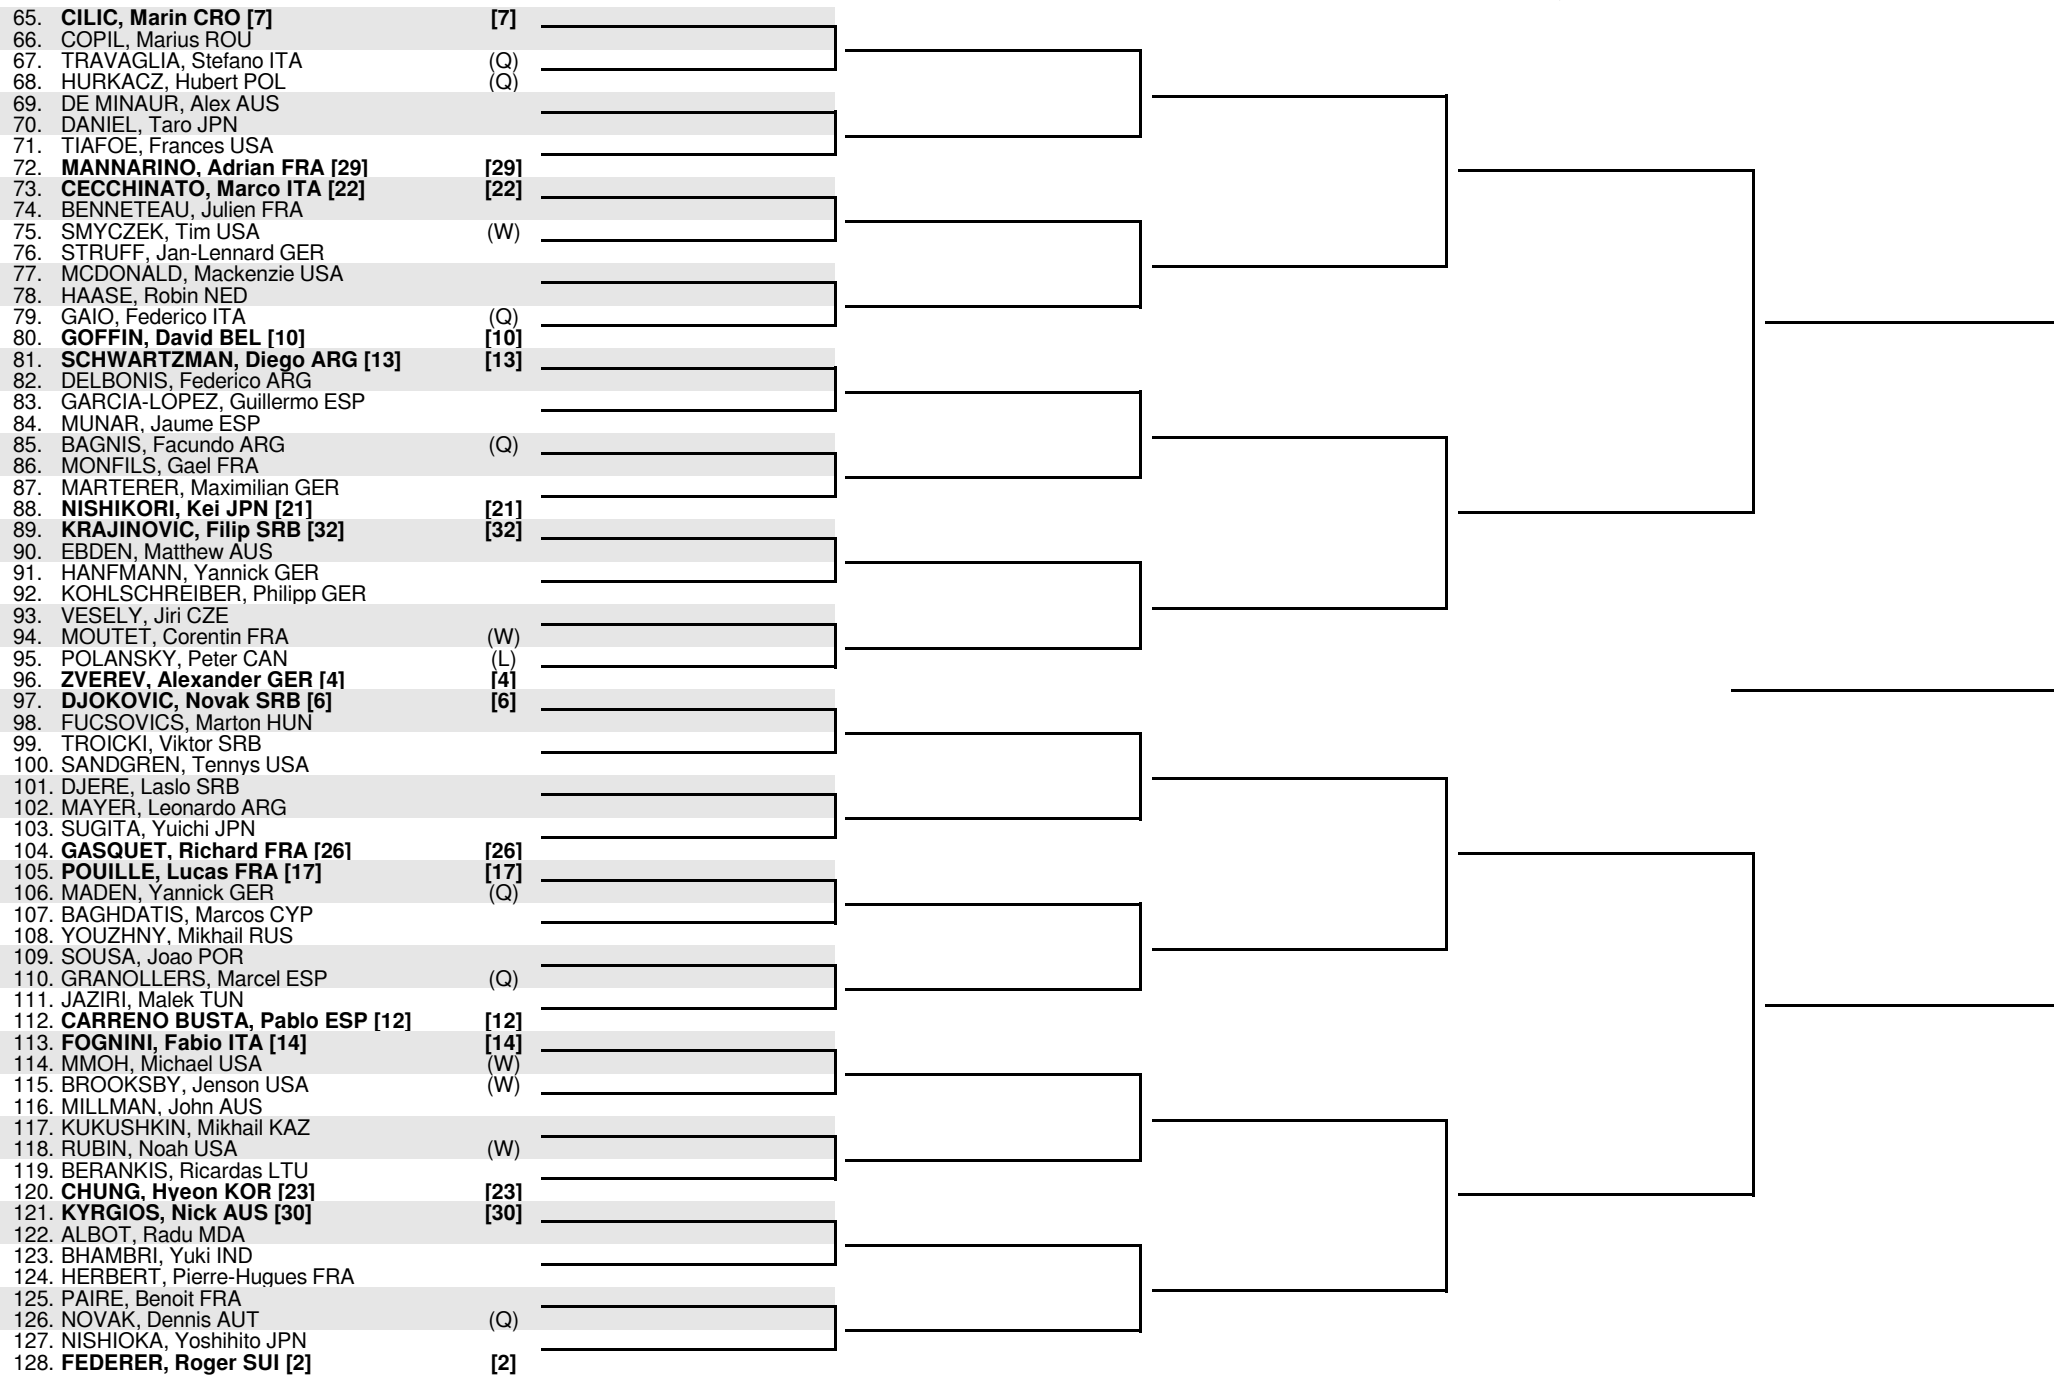 65. CILIC, Marin CRO [7] [7]
66. COPIL, Marius ROU
67. TRAVAGLIA, Stefano ITA (Q)
68. HURKACZ, Hubert POL (Q)
69. DE MINAUR, Alex AUS
70. DANIEL, Taro JPN
71. TIAFOE, Frances USA
72. MANNARINO, Adrian FRA [29] [29]
73. CECCHINATO, Marco ITA [22] [22]
74. BENNETEAU, Julien FRA
75. SMYCZEK, Tim USA (W)
76. STRUFF, Jan-Lennard GER
77. MCDONALD, Mackenzie USA
78. HAASE, Robin NED
79. GAIO, Federico ITA (Q)
80. GOFFIN, David BEL [10] [10]
81. SCHWARTZMAN, Diego ARG [13] [13]
82. DELBONIS, Federico ARG
83. GARCIA-LOPEZ, Guillermo ESP
84. MUNAR, Jaume ESP
85. BAGNIS, Facundo ARG (Q)
86. MONFILS, Gael FRA
87. MARTERER, Maximilian GER
88. NISHIKORI, Kei JPN [21] [21]
89. KRAJINOVIC, Filip SRB [32] [32]
90. EBDEN, Matthew AUS
91. HANFMANN, Yannick GER
92. KOHLSCHREIBER, Philipp GER
93. VESELY, Jiri CZE
94. MOUTET, Corentin FRA (W)
95. POLANSKY, Peter CAN (L)
96. ZVEREV, Alexander GER [4] [4]
97. DJOKOVIC, Novak SRB [6] [6]
98. FUCSOVICS, Marton HUN
99. TROICKI, Viktor SRB
100. SANDGREN, Tennys USA
101. DJERE, Laslo SRB
102. MAYER, Leonardo ARG
103. SUGITA, Yuichi JPN
104. GASQUET, Richard FRA [26] [26]
105. POUILLE, Lucas FRA [17] [17]
106. MADEN, Yannick GER (Q)
107. BAGHDATIS, Marcos CYP
108. YOUZHNY, Mikhail RUS
109. SOUSA, Joao POR
110. GRANOLLERS, Marcel ESP (Q)
111. JAZIRI, Malek TUN
112. CARRENO BUSTA, Pablo ESP [12] [12]
113. FOGNINI, Fabio ITA [14] [14]
114. MMOH, Michael USA (W)
115. BROOKSBY, Jenson USA (W)
116. MILLMAN, John AUS
117. KUKUSHKIN, Mikhail KAZ
118. RUBIN, Noah USA (W)
119. BERANKIS, Ricardas LTU
120. CHUNG, Hyeon KOR [23] [23]
121. KYRGIOS, Nick AUS [30] [30]
122. ALBOT, Radu MDA
123. BHAMBRI, Yuki IND
124. HERBERT, Pierre-Hugues FRA
125. PAIRE, Benoit FRA
126. NOVAK, Dennis AUT (Q)
127. NISHIOKA, Yoshihito JPN
128. FEDERER, Roger SUI [2] [2]